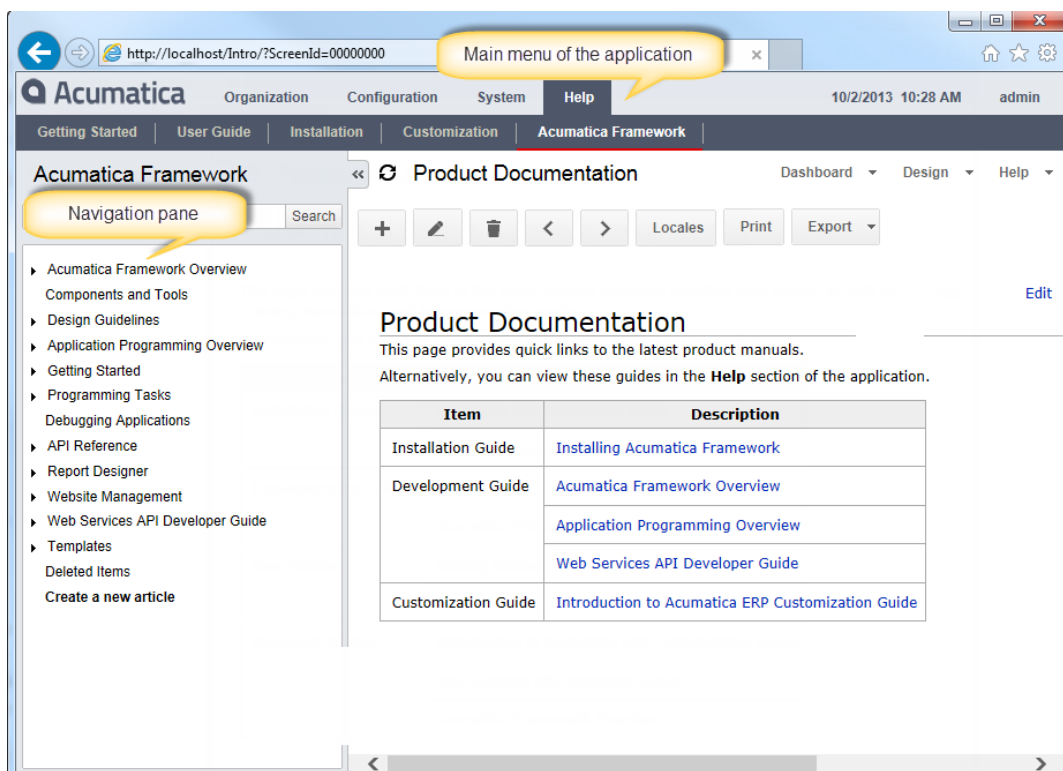 http://localhost/Intro/?ScreenId=00000000
Main menu of the application
Acumatica Organization Configuration System Help 10/2/2013 10:28 AM admin
Getting Started User Guide Installation Customization Acumatica Framework
Acumatica Framework
Navigation pane
Search
Acumatica Framework Overview
Components and Tools
Design Guidelines
Application Programming Overview
Getting Started
Programming Tasks
Debugging Applications
API Reference
Report Designer
Website Management
Web Services API Developer Guide
Templates
Deleted Items
Create a new article
Product Documentation Dashboard Design Help
Locales Print Export
Edit
Product Documentation
This page provides quick links to the latest product manuals.
Alternatively, you can view these guides in the Help section of the application.
Item Description
Installation Guide Installing Acumatica Framework
Development Guide Acumatica Framework Overview
Application Programming Overview
Web Services API Developer Guide
Customization Guide Introduction to Acumatica ERP Customization Guide